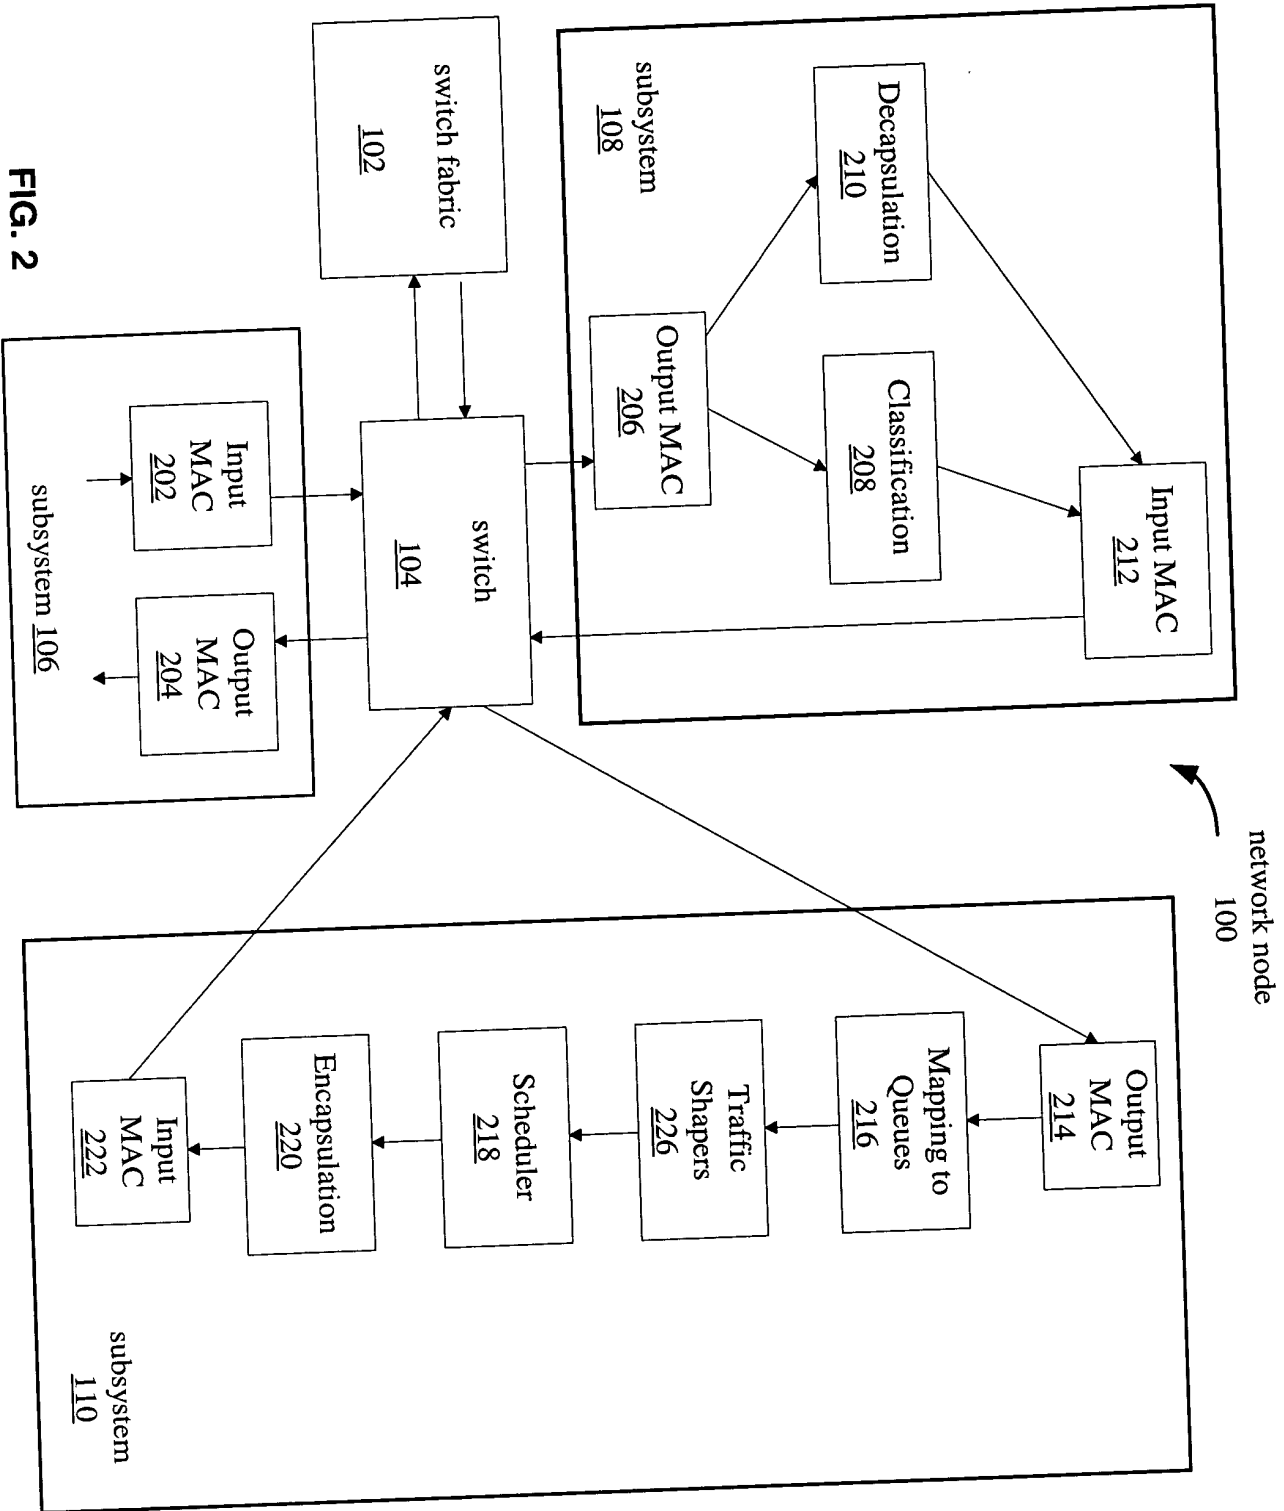 network node
100
subsystem
108
Decapsulation
210
Classification
208
Input MAC
212
Output MAC
206
switch fabric
102
switch
104
Input
MAC
202
Output
MAC
204
subsystem 106
Output
MAC
214
Mapping to
Queues
216
Traffic
Shapers
226
Scheduler
218
Encapsulation
220
Input
MAC
222
subsystem
110
FIG. 2